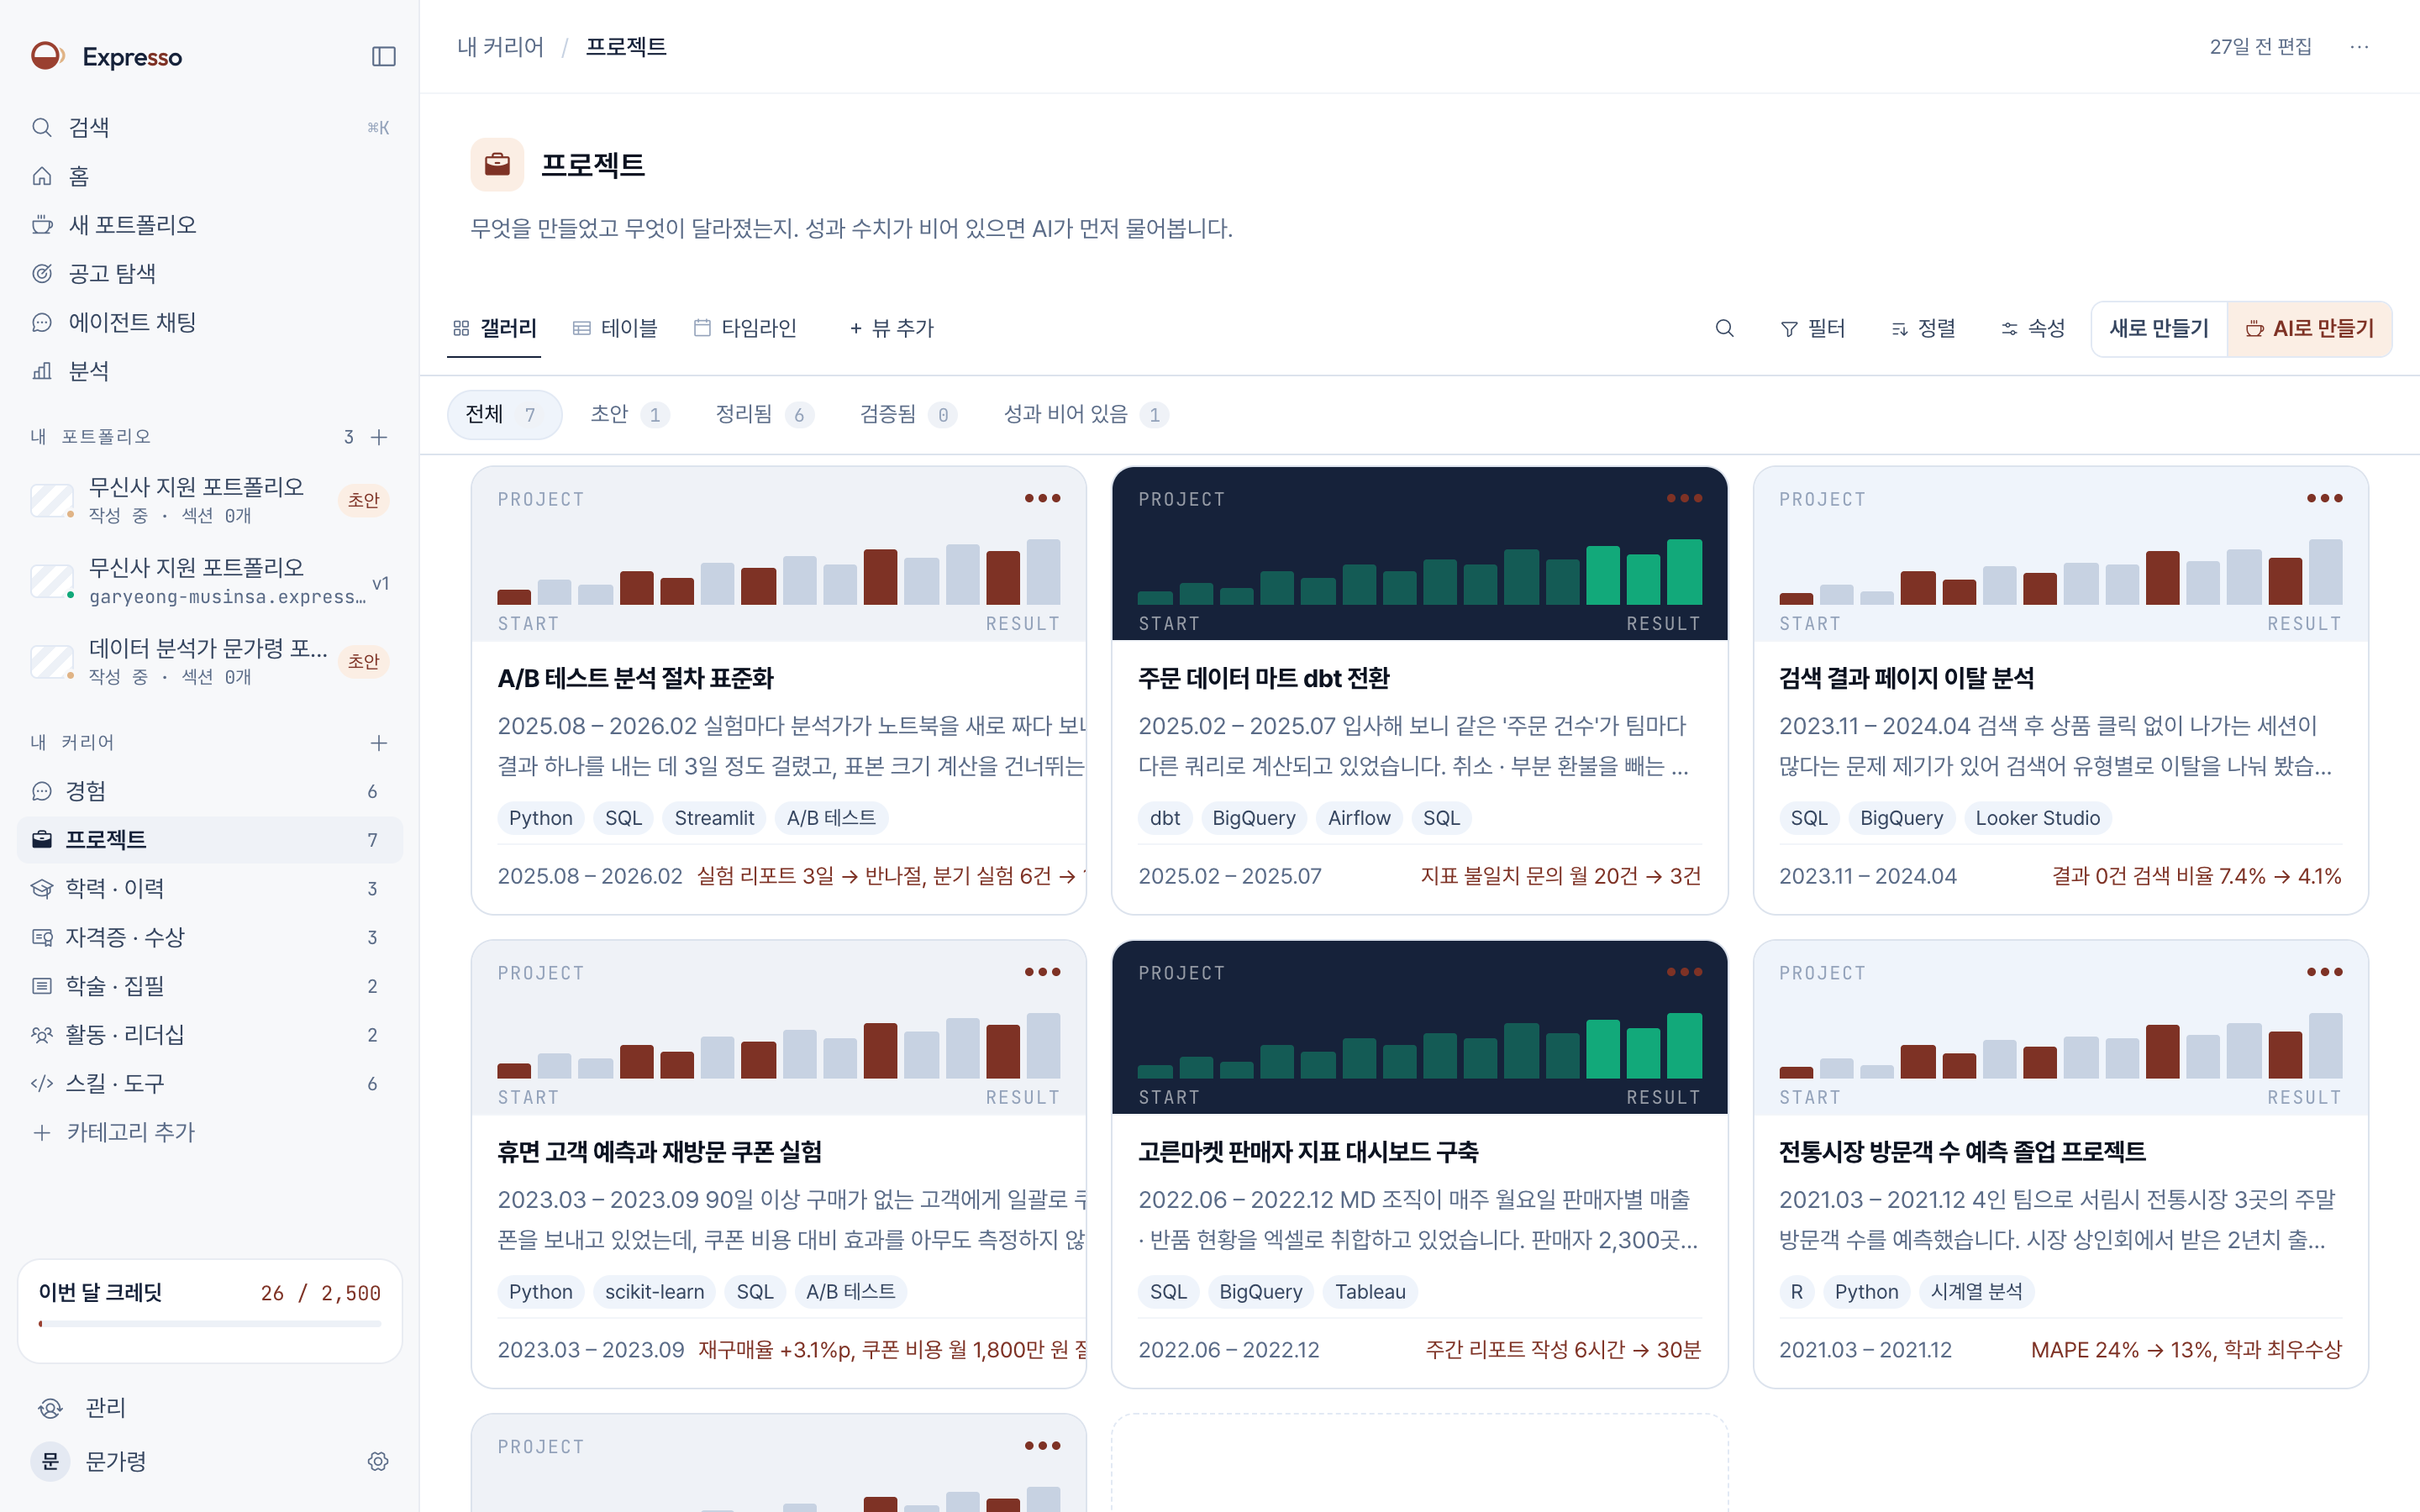 Expresso
검색 ⌘K
홈
새 포트폴리오
공고 탐색
에이전트 채팅
분석
내 포트폴리오 3
무신사 지원 포트폴리오
작성 중 · 섹션 0개
초안
무신사 지원 포트폴리오
garyeong-musinsa.express…
v1
데이터 분석가 문가령 포…
작성 중 · 섹션 0개
초안
내 커리어
경험 6
프로젝트 7
학력 · 이력 3
자격증 · 수상 3
학술 · 집필 2
활동 · 리더십 2
스킬 · 도구 6
카테고리 추가
이번 달 크레딧 26 / 2,500
관리
문 문가령
내 커리어 / 프로젝트
27일 전 편집
프로젝트
무엇을 만들었고 무엇이 달라졌는지. 성과 수치가 비어 있으면 AI가 먼저 물어봅니다.
갤러리 테이블 타임라인 + 뷰 추가
필터 정렬 속성 새로 만들기 AI로 만들기
전체 7 초안 1 정리됨 6 검증됨 0 성과 비어 있음 1
PROJECT
START RESULT
A/B 테스트 분석 절차 표준화
2025.08 – 2026.02 실험마다 분석가가 노트북을 새로 짜다 보니
결과 하나를 내는 데 3일 정도 걸렸고, 표본 크기 계산을 건너뛰는
Python SQL Streamlit A/B 테스트
2025.08 – 2026.02 실험 리포트 3일 → 반나절, 분기 실험 6건 →
PROJECT
START RESULT
주문 데이터 마트 dbt 전환
2025.02 – 2025.07 입사해 보니 같은 '주문 건수'가 팀마다
다른 쿼리로 계산되고 있었습니다. 취소 · 부분 환불을 빼는 …
dbt BigQuery Airflow SQL
2025.02 – 2025.07 지표 불일치 문의 월 20건 → 3건
PROJECT
START RESULT
검색 결과 페이지 이탈 분석
2023.11 – 2024.04 검색 후 상품 클릭 없이 나가는 세션이
많다는 문제 제기가 있어 검색어 유형별로 이탈을 나눠 봤습…
SQL BigQuery Looker Studio
2023.11 – 2024.04 결과 0건 검색 비율 7.4% → 4.1%
PROJECT
START RESULT
휴면 고객 예측과 재방문 쿠폰 실험
2023.03 – 2023.09 90일 이상 구매가 없는 고객에게 일괄로 쿠
폰을 보내고 있었는데, 쿠폰 비용 대비 효과를 아무도 측정하지 않
Python scikit-learn SQL A/B 테스트
2023.03 – 2023.09 재구매율 +3.1%p, 쿠폰 비용 월 1,800만 원
PROJECT
START RESULT
고른마켓 판매자 지표 대시보드 구축
2022.06 – 2022.12 MD 조직이 매주 월요일 판매자별 매출
· 반품 현황을 엑셀로 취합하고 있었습니다. 판매자 2,300곳…
SQL BigQuery Tableau
2022.06 – 2022.12 주간 리포트 작성 6시간 → 30분
PROJECT
START RESULT
전통시장 방문객 수 예측 졸업 프로젝트
2021.03 – 2021.12 4인 팀으로 서림시 전통시장 3곳의 주말
방문객 수를 예측했습니다. 시장 상인회에서 받은 2년치 출…
R Python 시계열 분석
2021.03 – 2021.12 MAPE 24% → 13%, 학과 최우수상
PROJECT